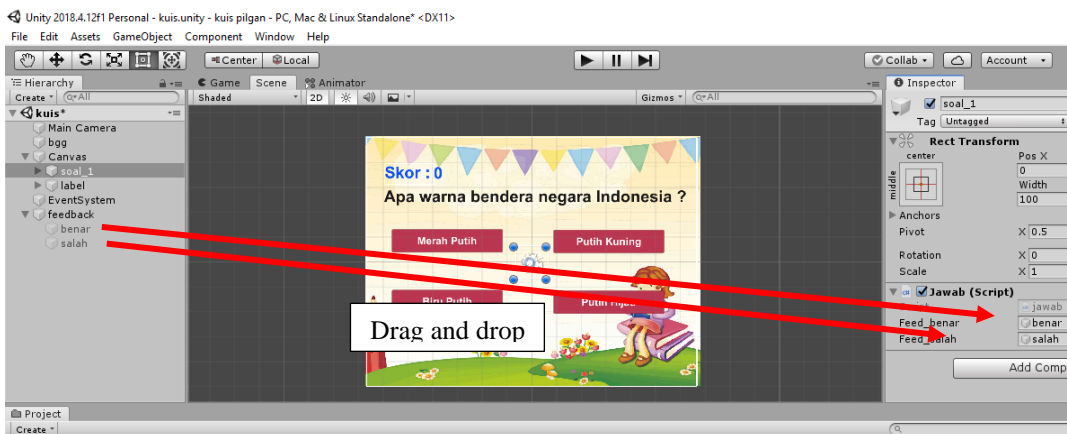 Unity 2018.4.12f1 Personal - kuis.unity - kuis pilgan - PC, Mac & Linux Standalone* <DX11>
File Edit Assets GameObject Component Window Help
Center Local Collab Account
Hierarchy Game Scene Animator Inspector
Create All Shaded 2D Gizmos All soal_1
kuis* Tag Untagged
Main Camera Rect Transform
bgg center Pos X
Canvas middle 0
soal_1 Skor : 0 Width
label Apa warna bendera negara Indonesia ? 100
EventSystem
feedback Anchors
benar Pivot X 0.5
salah Merah Putih Putih Kuning
Rotation X 0
Scale X 1
Jawab (Script)
Biru Putih Putih Hijau jawab
Drag and drop Feed_benar benar
Feed_salah salah
Add Comp
Project
Create